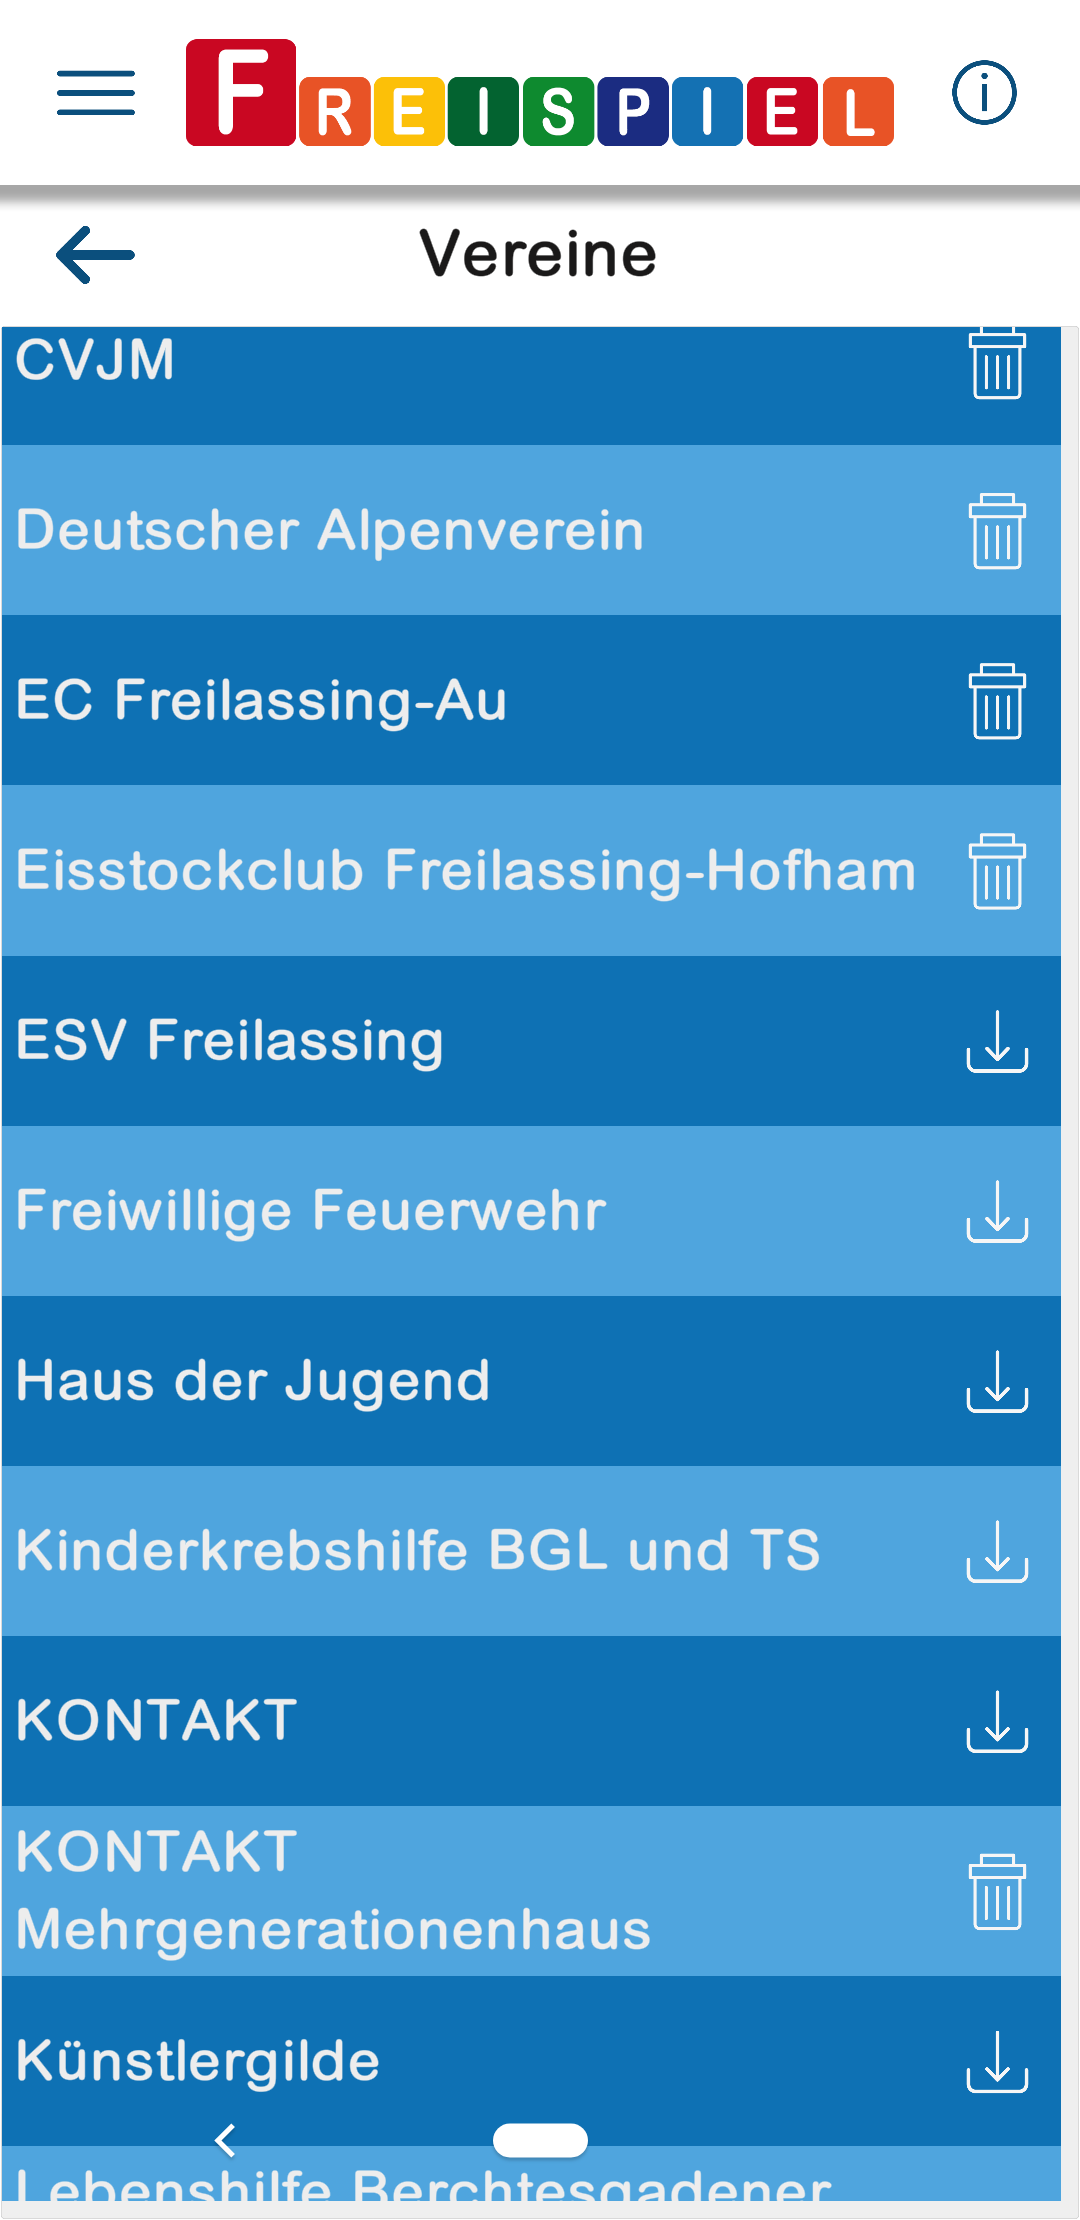 FREISPIEL
Vereine
CVJM
Deutscher Alpenverein
EC Freilassing-Au
Eisstockclub Freilassing-Hofham
ESV Freilassing
Freiwillige Feuerwehr
Haus der Jugend
Kinderkrebshilfe BGL und TS
KONTAKT
KONTAKT
Mehrgenerationenhaus
Künstlergilde
Lebenshilfe Berchtesgadener